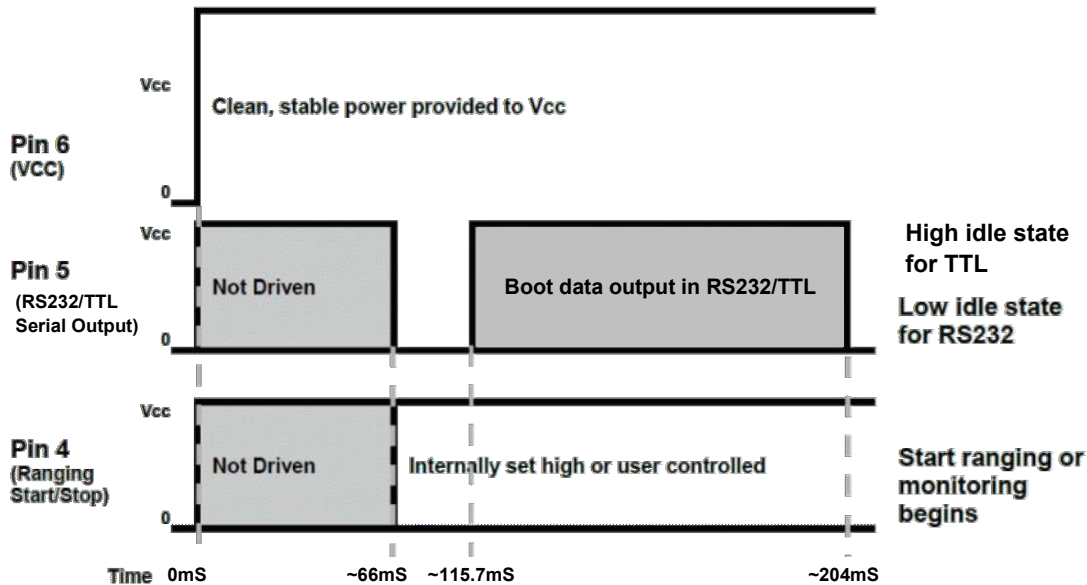 Vcc
Clean, stable power provided to Vcc
Pin 6
(VCC)
0
Vcc
High idle state
for TTL
Pin 5
(RS232/TTL
Serial Output)
Not Driven
Boot data output in RS232/TTL
Low idle state
for RS232
0
Vcc
Pin 4
(Ranging
Start/Stop)
Not Driven
Internally set high or user controlled
Start ranging or
monitoring
begins
0
Time 0mS ~66mS ~115.7mS ~204mS